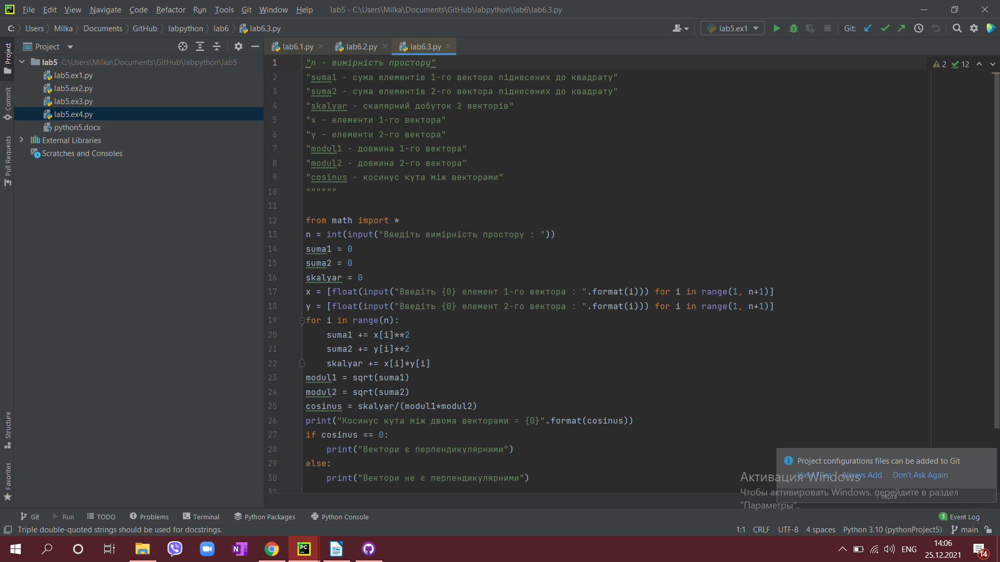 File Edit View Navigate Code Refactor Run Tools Git Window Help lab5 - C:\Users\Milka\Documents\GitHub\labpython\lab6\lab6.3.py
C: Users Milka Documents GitHub labpython lab6 lab6.3.py lab5.ex1 Git:
Project lab6.1.py lab6.2.py lab6.3.py
lab5 C:\Users\Milka\Documents\GitHub\labpython\lab5
lab5.ex1.py
lab5.ex2.py
lab5.ex3.py
lab5.ex4.py
python5.docx
External Libraries
Scratches and Consoles
Project
Commit
Pull Requests
Structure
Favorites
2 12
1 "n - вимірність простору"
2 "suma1 - сума елементів 1-го вектора піднесених до квадрату"
3 "suma2 - сума елементів 2-го вектора піднесених до квадрату"
4 "skalyar - скалярний добуток 2 векторів"
5 "x - елементи 1-го вектора"
6 "y - елементи 2-го вектора"
7 "modul1 - довжина 1-го вектора"
8 "modul2 - довжина 2-го вектора"
9 "cosinus - косинус кута між векторами"
10 """"""
11
12 from math import *
13 n = int(input("Введіть вимірність простору : "))
14 suma1 = 0
15 suma2 = 0
16 skalyar = 0
17 x = [float(input("Введіть {0} елемент 1-го вектора : ".format(i))) for i in range(1, n+1)]
18 y = [float(input("Введіть {0} елемент 2-го вектора : ".format(i))) for i in range(1, n+1)]
19 for i in range(n):
20 suma1 += x[i]**2
21 suma2 += y[i]**2
22 skalyar += x[i]*y[i]
23 modul1 = sqrt(suma1)
24 modul2 = sqrt(suma2)
25 cosinus = skalyar/(modul1*modul2)
26 print("Косинус кута між двома векторами = {0}".format(cosinus))
27 if cosinus == 0:
28 print("Вектори є перпендикулярними")
29 else:
30 print("Вектори не є перпендикулярними")
31
Project configurations files can be added to Git
View Files Always Add Don't Ask Again
1 more
Активация Windows
Чтобы активировать Windows, перейдите в раздел
"Параметры".
Git Run TODO Problems Terminal Python Packages Python Console 3 Event Log
Triple double-quoted strings should be used for docstrings. 1:1 CRLF UTF-8 4 spaces Python 3.10 (pythonProject5) main
ENG 14:06
25.12.2021
14